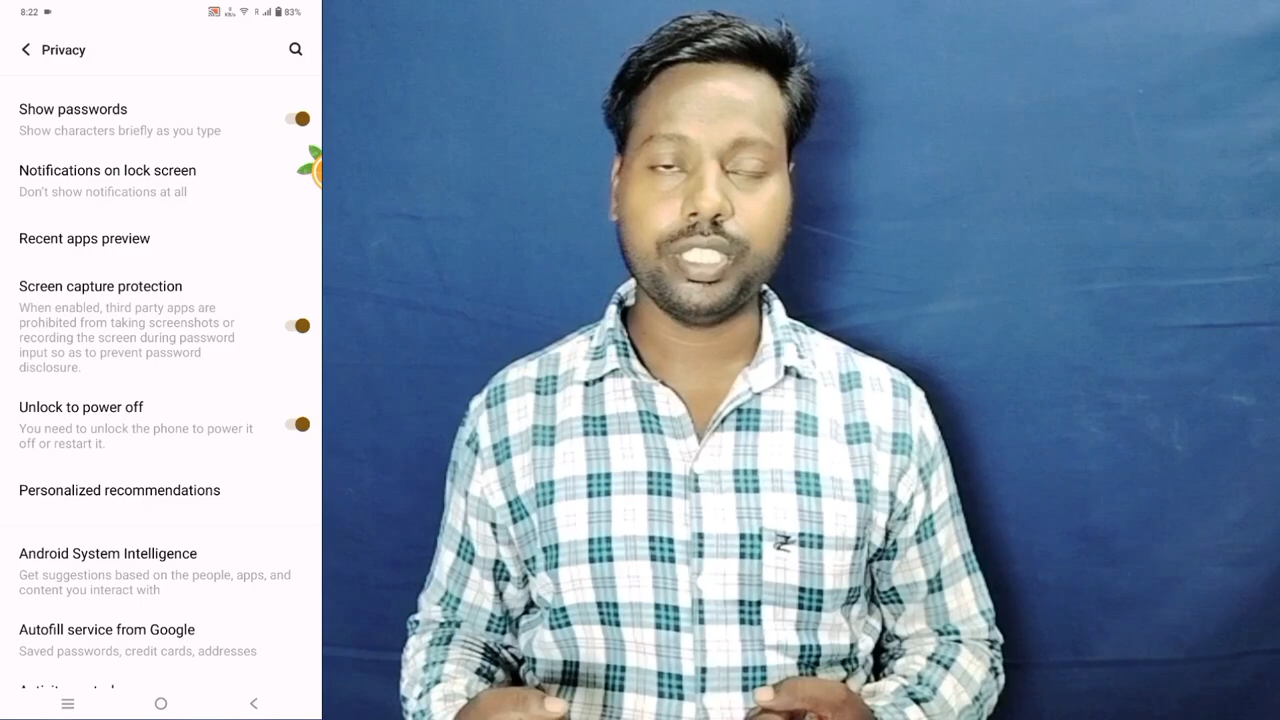 8:22
0
KB/s
R
83%
Privacy
Show passwords
Show characters briefly as you type
Notifications on lock screen
Don't show notifications at all
Recent apps preview
Screen capture protection
When enabled, third party apps are
prohibited from taking screenshots or
recording the screen during password
input so as to prevent password
disclosure.
Unlock to power off
You need to unlock the phone to power it
off or restart it.
Personalized recommendations
Android System Intelligence
Get suggestions based on the people, apps, and
content you interact with
Autofill service from Google
Saved passwords, credit cards, addresses